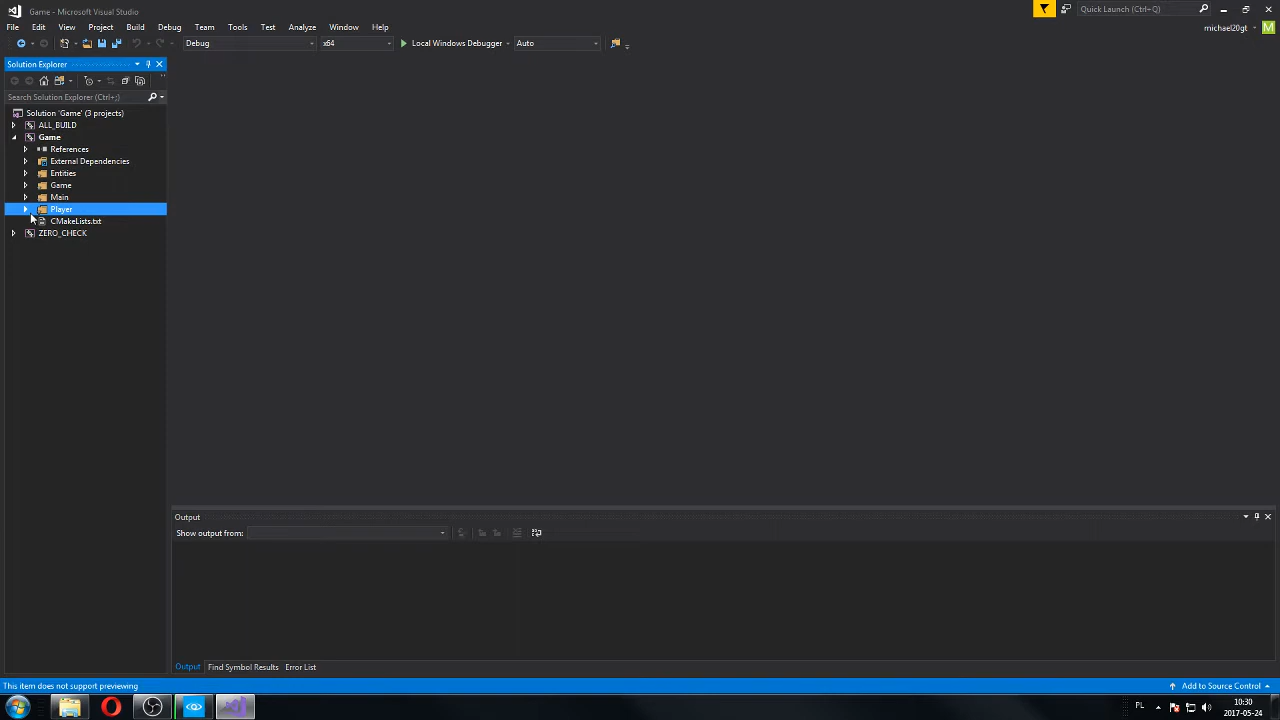 Game - Microsoft Visual Studio
Quick Launch (Ctrl+Q)
File Edit View Project Build Debug Team Tools Test Analyze Window Help
michael20gt
M
Debug x64 Local Windows Debugger Auto
Solution Explorer
Search Solution Explorer (Ctrl+;)
Solution 'Game' (3 projects)
ALL_BUILD
Game
References
External Dependencies
Entities
Game
Main
Player
CMakeLists.txt
ZERO_CHECK
Output
Show output from:
Output Find Symbol Results Error List
This item does not support previewing
Add to Source Control
PL
10:30
2017-05-24